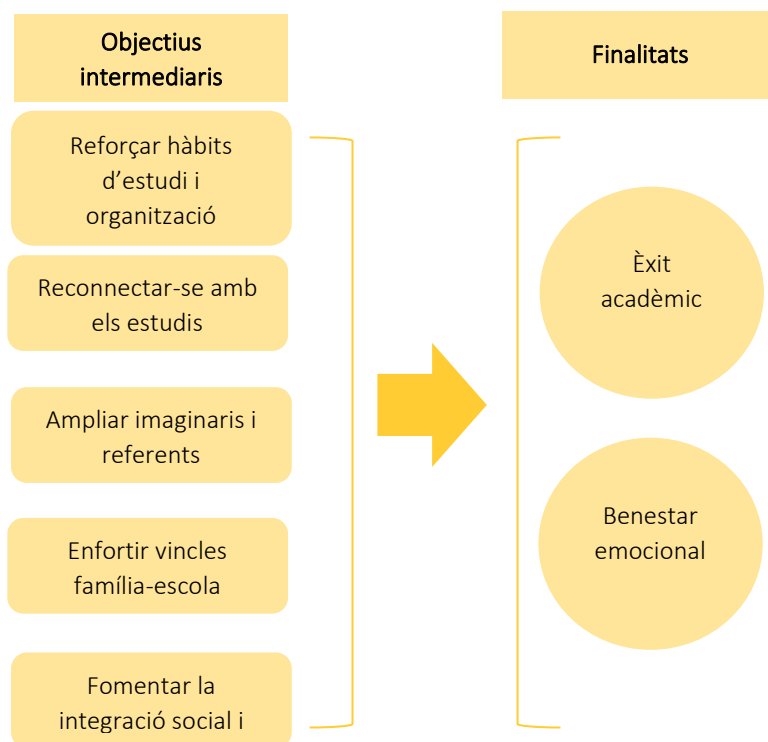 Objectius
intermediaris
Reforçar hàbits
d’estudi i
organització
Reconnectar-se amb
els estudis
Ampliar imaginaris i
referents
Enfortir vincles
família-escola
Fomentar la
integració social i
Finalitats
Èxit
acadèmic
Benestar
emocional